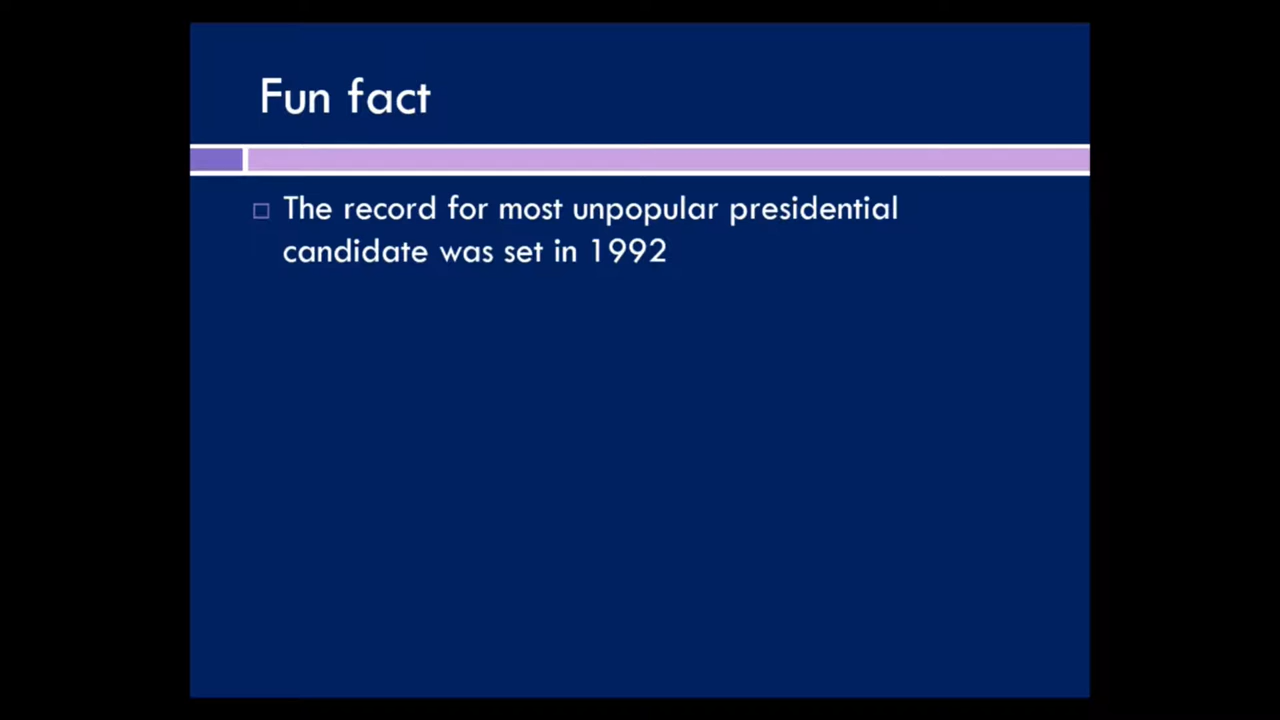 Fun fact
The record for most unpopular presidential
candidate was set in 1992